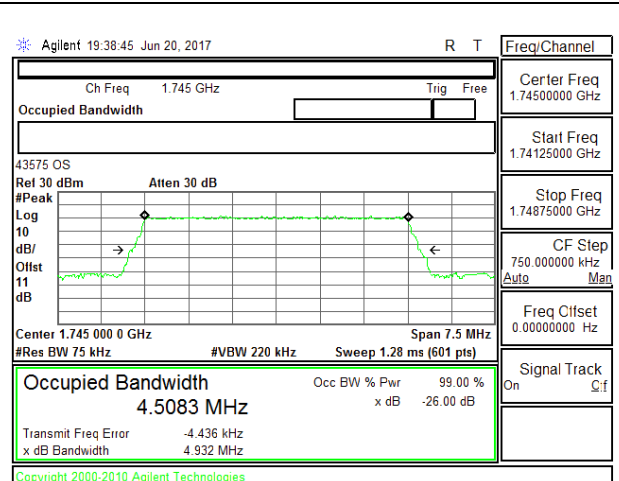 Agilent 19:38:45 Jun 20, 2017 R T
Freq/Channel
Ch Freq 1.745 GHz Trig Free
Occupied Bandwidth
Center Freq
1.74500000 GHz
Start Freq
1.74125000 GHz
Stop Freq
1.74875000 GHz
CF Step
750.000000 kHz
Auto Man
Freq Offset
0.00000000 Hz
Signal Track
On Off
43575 OS
Ref 30 dBm Atten 30 dB
#Peak
Log
10
dB/
Offst
11
dB
Center 1.745 000 0 GHz Span 7.5 MHz
#Res BW 75 kHz #VBW 220 kHz Sweep 1.28 ms (601 pts)
Occupied Bandwidth Occ BW % Pwr 99.00 %
4.5083 MHz x dB -26.00 dB
Transmit Freq Error -4.436 kHz
x dB Bandwidth 4.932 MHz
Copyright 2000-2010 Agilent Technologies